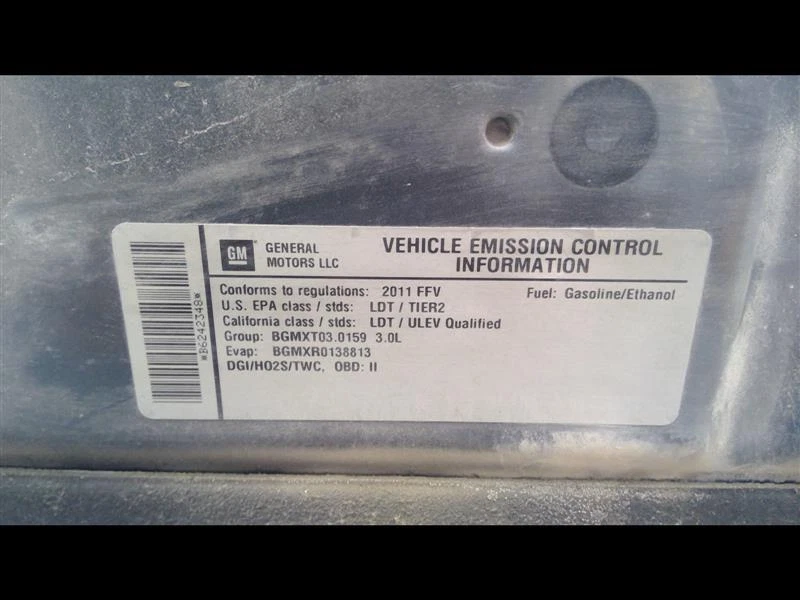 *B6242348*
GM GENERAL MOTORS LLC
VEHICLE EMISSION CONTROL
INFORMATION
Conforms to regulations: 2011 FFV Fuel: Gasoline/Ethanol
U.S. EPA class / stds: LDT / TIER2
California class / stds: LDT / ULEV Qualified
Group: BGMXT03.0159 3.0L
Evap: BGMXR0138813
DGI/HO2S/TWC, OBD: II